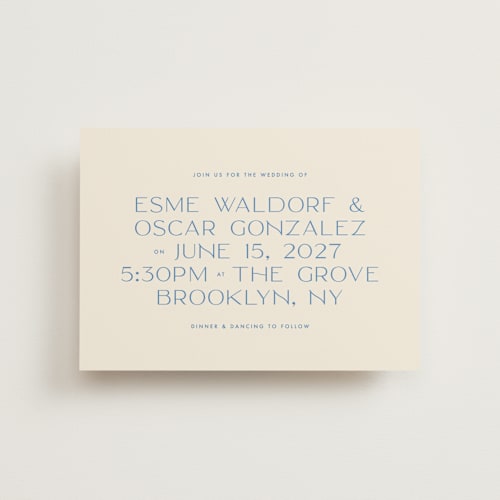 JOIN US FOR THE WEDDING OF
ESME WALDORF &
OSCAR GONZALEZ
ON JUNE 15, 2027
5:30PM AT THE GROVE
BROOKLYN, NY
DINNER & DANCING TO FOLLOW